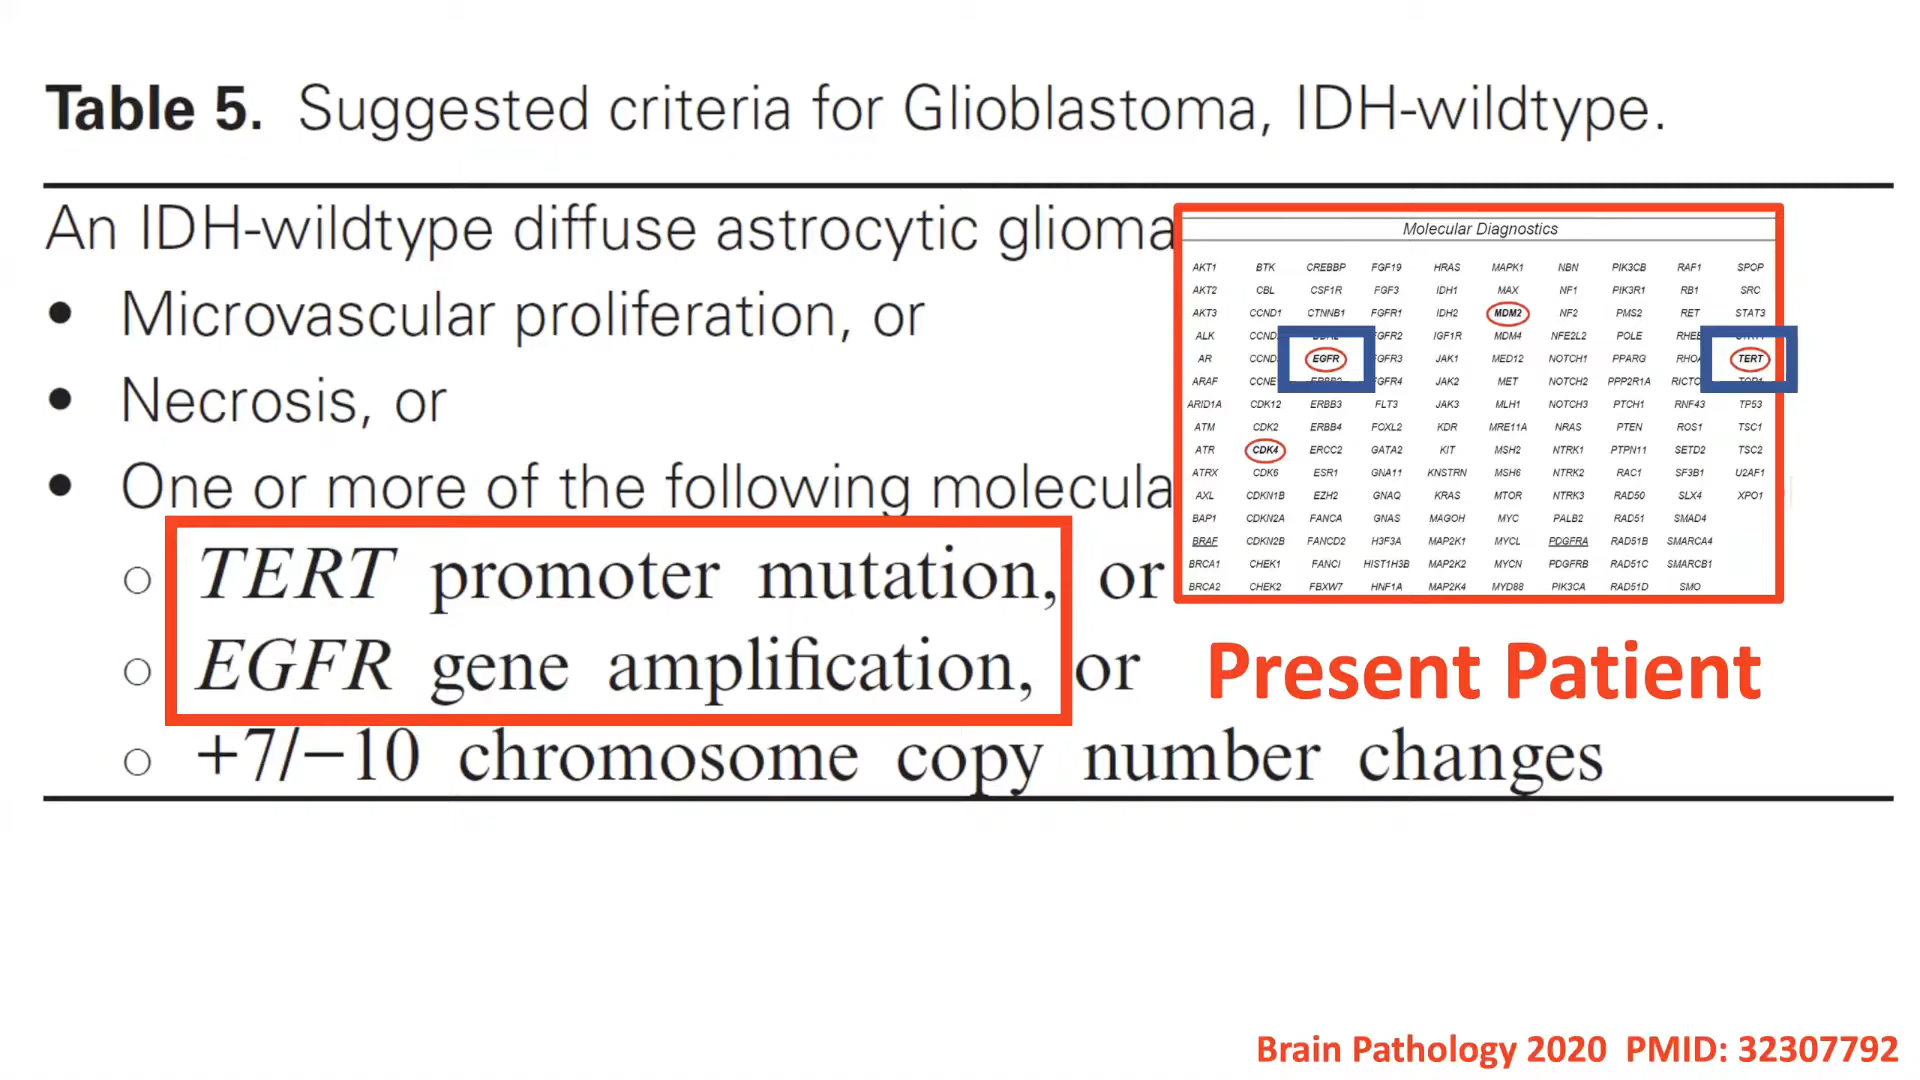 Table 5. Suggested criteria for Glioblastoma, IDH-wildtype.
An IDH-wildtype diffuse astrocytic glioma
• Microvascular proliferation, or
• Necrosis, or
• One or more of the following molecula
○ TERT promoter mutation, or
○ EGFR gene amplification, or
○ +7/−10 chromosome copy number changes
Molecular Diagnostics
AKT1 BTK CREBBP FGF19 HRAS MAPK1 NBN PIK3CB RAF1 SPOP
AKT2 CBL CSF1R FGF3 IDH1 MAX NF1 PIK3R1 RB1 SRC
AKT3 CCND1 CTNNB1 FGFR1 IDH2 MDM2 NF2 PMS2 RET STAT3
ALK CCND GFR2 IGF1R MDM4 NFE2L2 POLE RHEB
AR CCND EGFR GFR3 JAK1 MED12 NOTCH1 PPARG RHOA TERT
ARAF CCNE GFR4 JAK2 MET NOTCH2 PPP2R1A RICTO
ARID1A CDK12 ERBB3 FLT3 JAK3 MLH1 NOTCH3 PTCH1 RNF43 TP53
ATM CDK2 ERBB4 FOXL2 KDR MRE11A NRAS PTEN ROS1 TSC1
ATR CDK4 ERCC2 GATA2 KIT MSH2 NTRK1 PTPN11 SETD2 TSC2
ATRX CDK6 ESR1 GNA11 KNSTRN MSH6 NTRK2 RAC1 SF3B1 U2AF1
AXL CDKN1B EZH2 GNAQ KRAS MTOR NTRK3 RAD50 SLX4 XPO1
BAP1 CDKN2A FANCA GNAS MAGOH MYC PALB2 RAD51 SMAD4
BRAF CDKN2B FANCD2 H3F3A MAP2K1 MYCL PDGFRA RAD51B SMARCA4
BRCA1 CHEK1 FANCI HIST1H3B MAP2K2 MYCN PDGFRB RAD51C SMARCB1
BRCA2 CHEK2 FBXW7 HNF1A MAP2K4 MYD88 PIK3CA RAD51D SMO
Present Patient
Brain Pathology 2020 PMID: 32307792